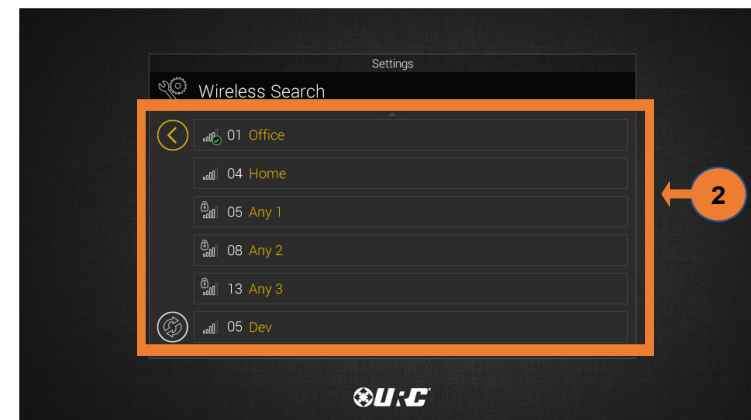 Settings
Wireless Search
01 Office
04 Home
05 Any 1
08 Any 2
13 Any 3
05 Dev
2
URC